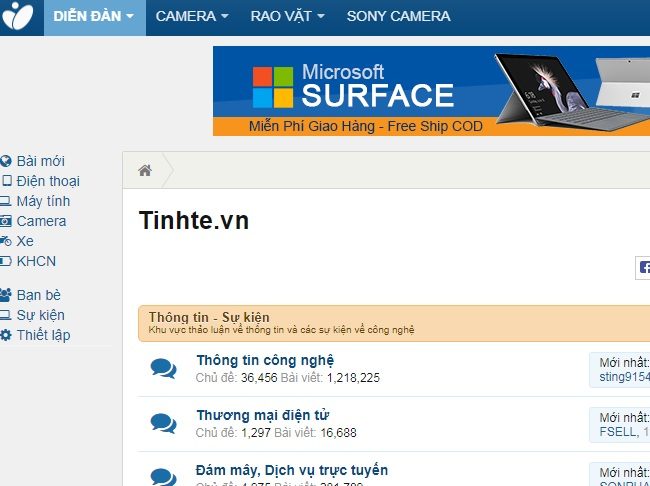 DIỄN ĐÀN CAMERA RAO VẶT SONY CAMERA
Microsoft
SURFACE
Miễn Phí Giao Hàng - Free Ship COD
Bài mới
Điện thoại
Máy tính
Camera
Xe
KHCN
Bạn bè
Sự kiện
Thiết lập
Tinhte.vn
Thông tin - Sự kiện
Khu vực thảo luận về thông tin và các sự kiện về công nghệ
Thông tin công nghệ
Chủ đề: 36,456 Bài viết: 1,218,225
Mới nhất:
sting9154
Thương mại điện tử
Chủ đề: 1,297 Bài viết: 16,688
Mới nhất:
FSELL, 1
Đám mây, Dịch vụ trực tuyến
Mới nhất: